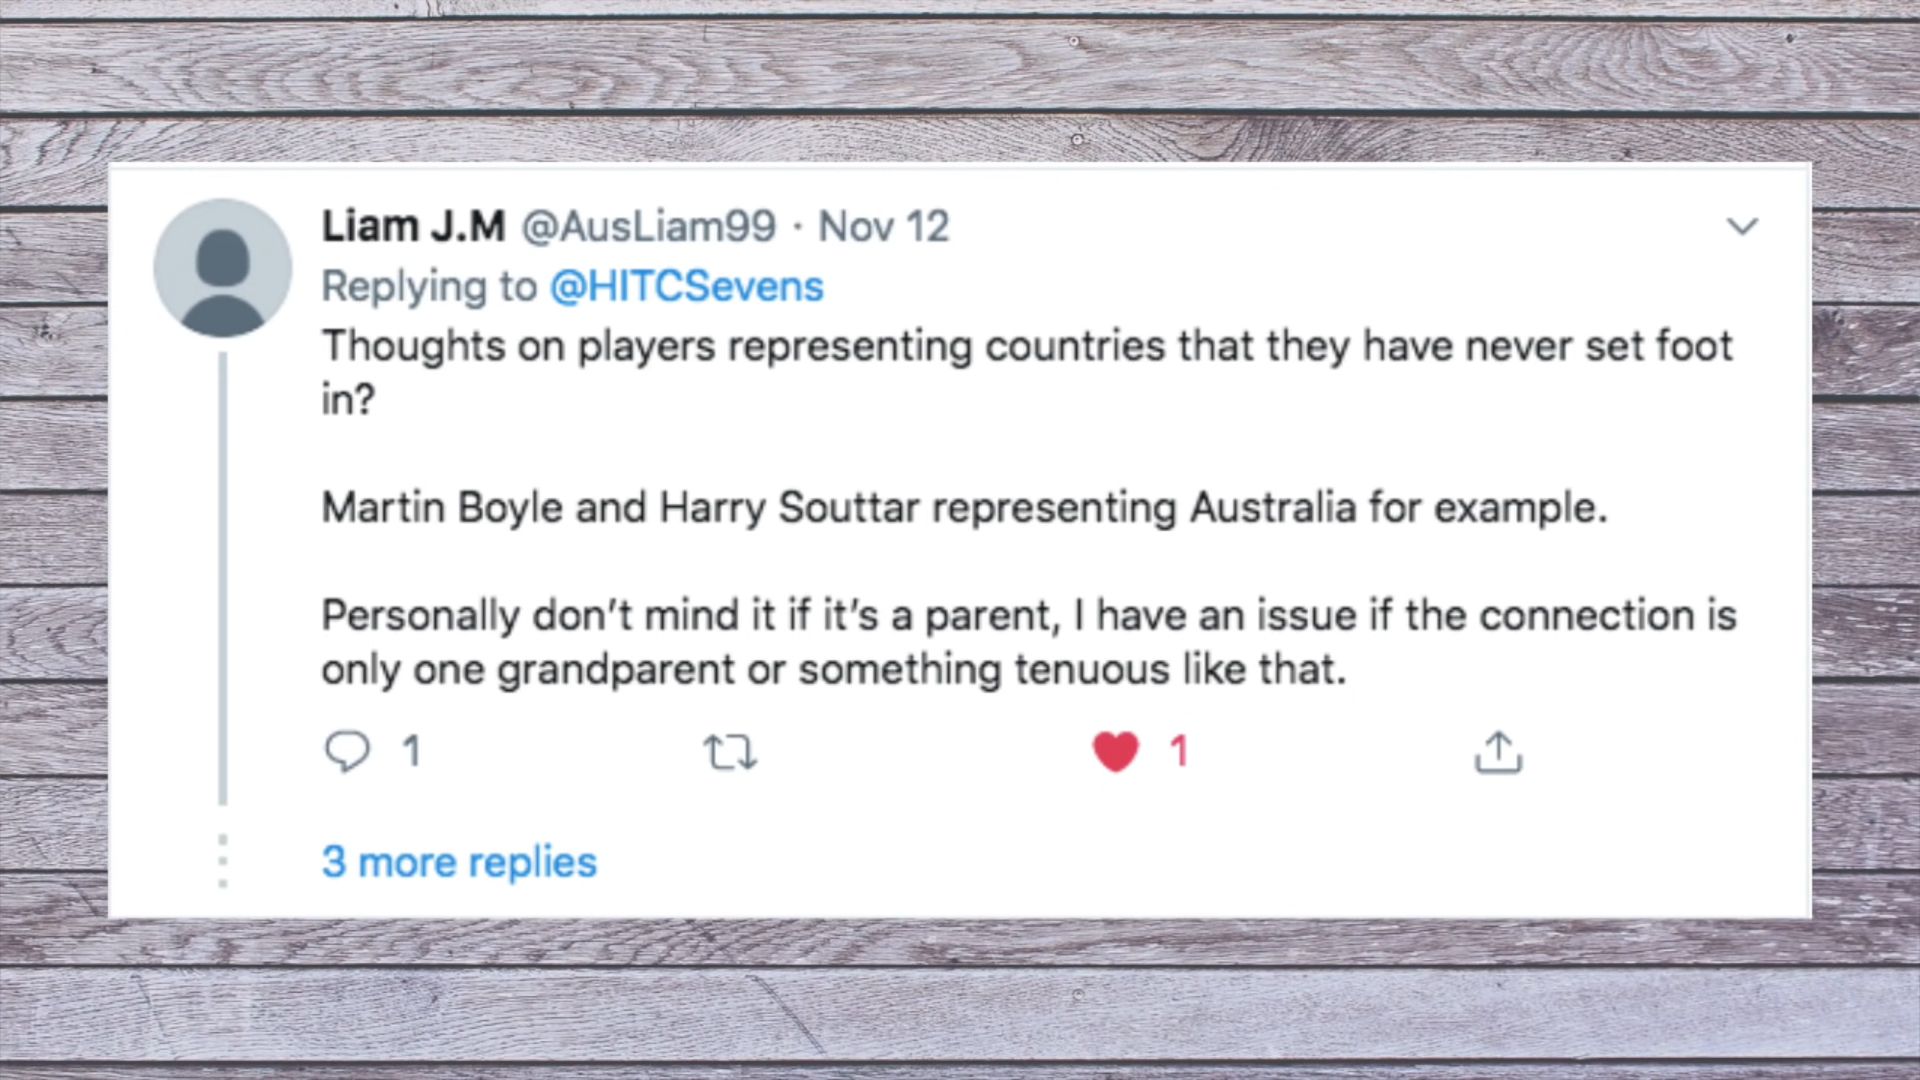 Liam J.M @AusLiam99 · Nov 12
Replying to @HITCSevens
Thoughts on players representing countries that they have never set foot
in?
Martin Boyle and Harry Souttar representing Australia for example.
Personally don't mind it if it's a parent, I have an issue if the connection is
only one grandparent or something tenuous like that.
1 1
3 more replies